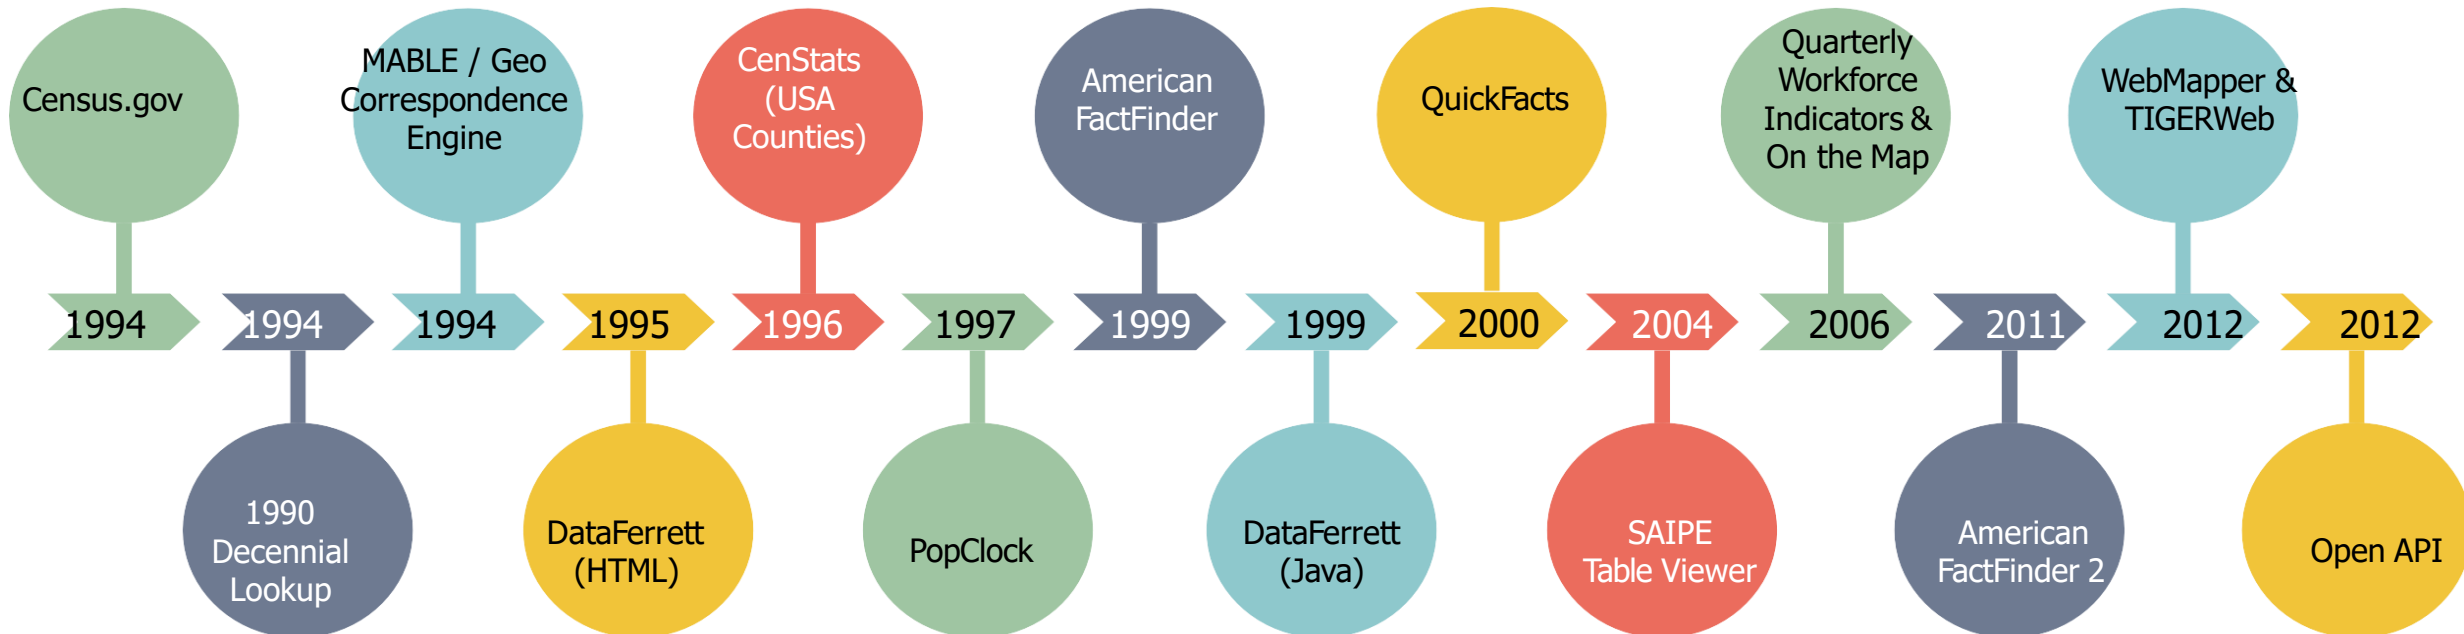 Census.gov
MABLE / Geo
Correspondence
Engine
CenStats
(USA
Counties)
American
FactFinder
QuickFacts
Quarterly
Workforce
Indicators &
On the Map
WebMapper &
TIGERWeb
1994
1994
1994
1995
1996
1997
1999
1999
2000
2004
2006
2011
2012
2012
1990
Decennial
Lookup
DataFerrett
(HTML)
PopClock
DataFerrett
(Java)
SAIPE
Table Viewer
American
FactFinder 2
Open API